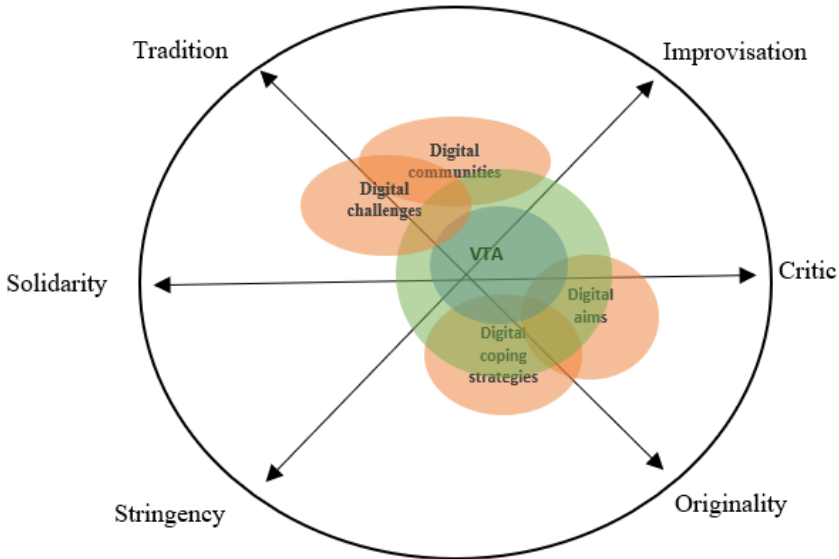 Tradition
Improvisation
Digital
communities
Digital
challenges
VTA
Solidarity
Critic
Digital
aims
Digital
coping
strategies
Stringency
Originality